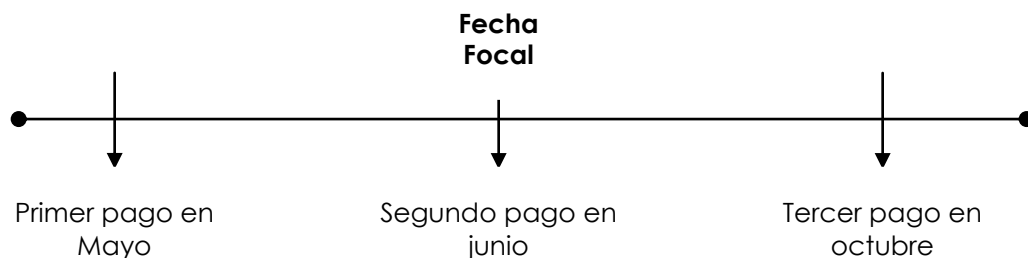 Fecha
Focal
Primer pago en
Mayo
Segundo pago en
junio
Tercer pago en
octubre